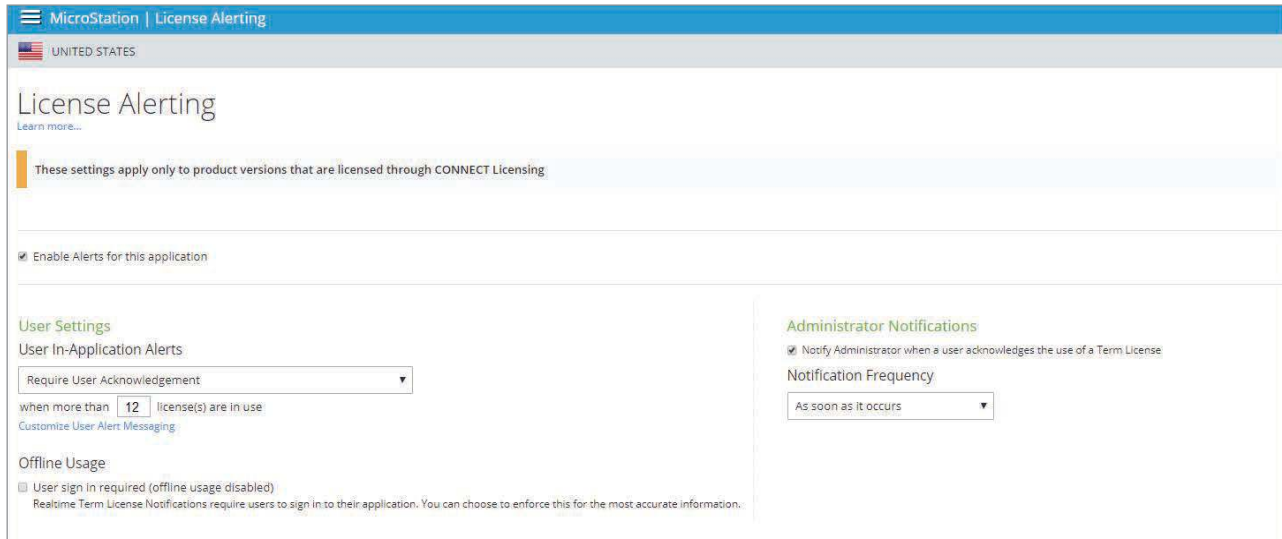 MicroStation | License Alerting
UNITED STATES
License Alerting
Learn more...
These settings apply only to product versions that are licensed through CONNECT Licensing
Enable Alerts for this application
User Settings
User In-Application Alerts
Require User Acknowledgement
when more than 12 license(s) are in use
Customize User Alert Messaging
Offline Usage
User sign in required (offline usage disabled)
Realtime Term License Notifications require users to sign in to their application. You can choose to enforce this for the most accurate information.
Administrator Notifications
Notify Administrator when a user acknowledges the use of a Term License
Notification Frequency
As soon as it occurs